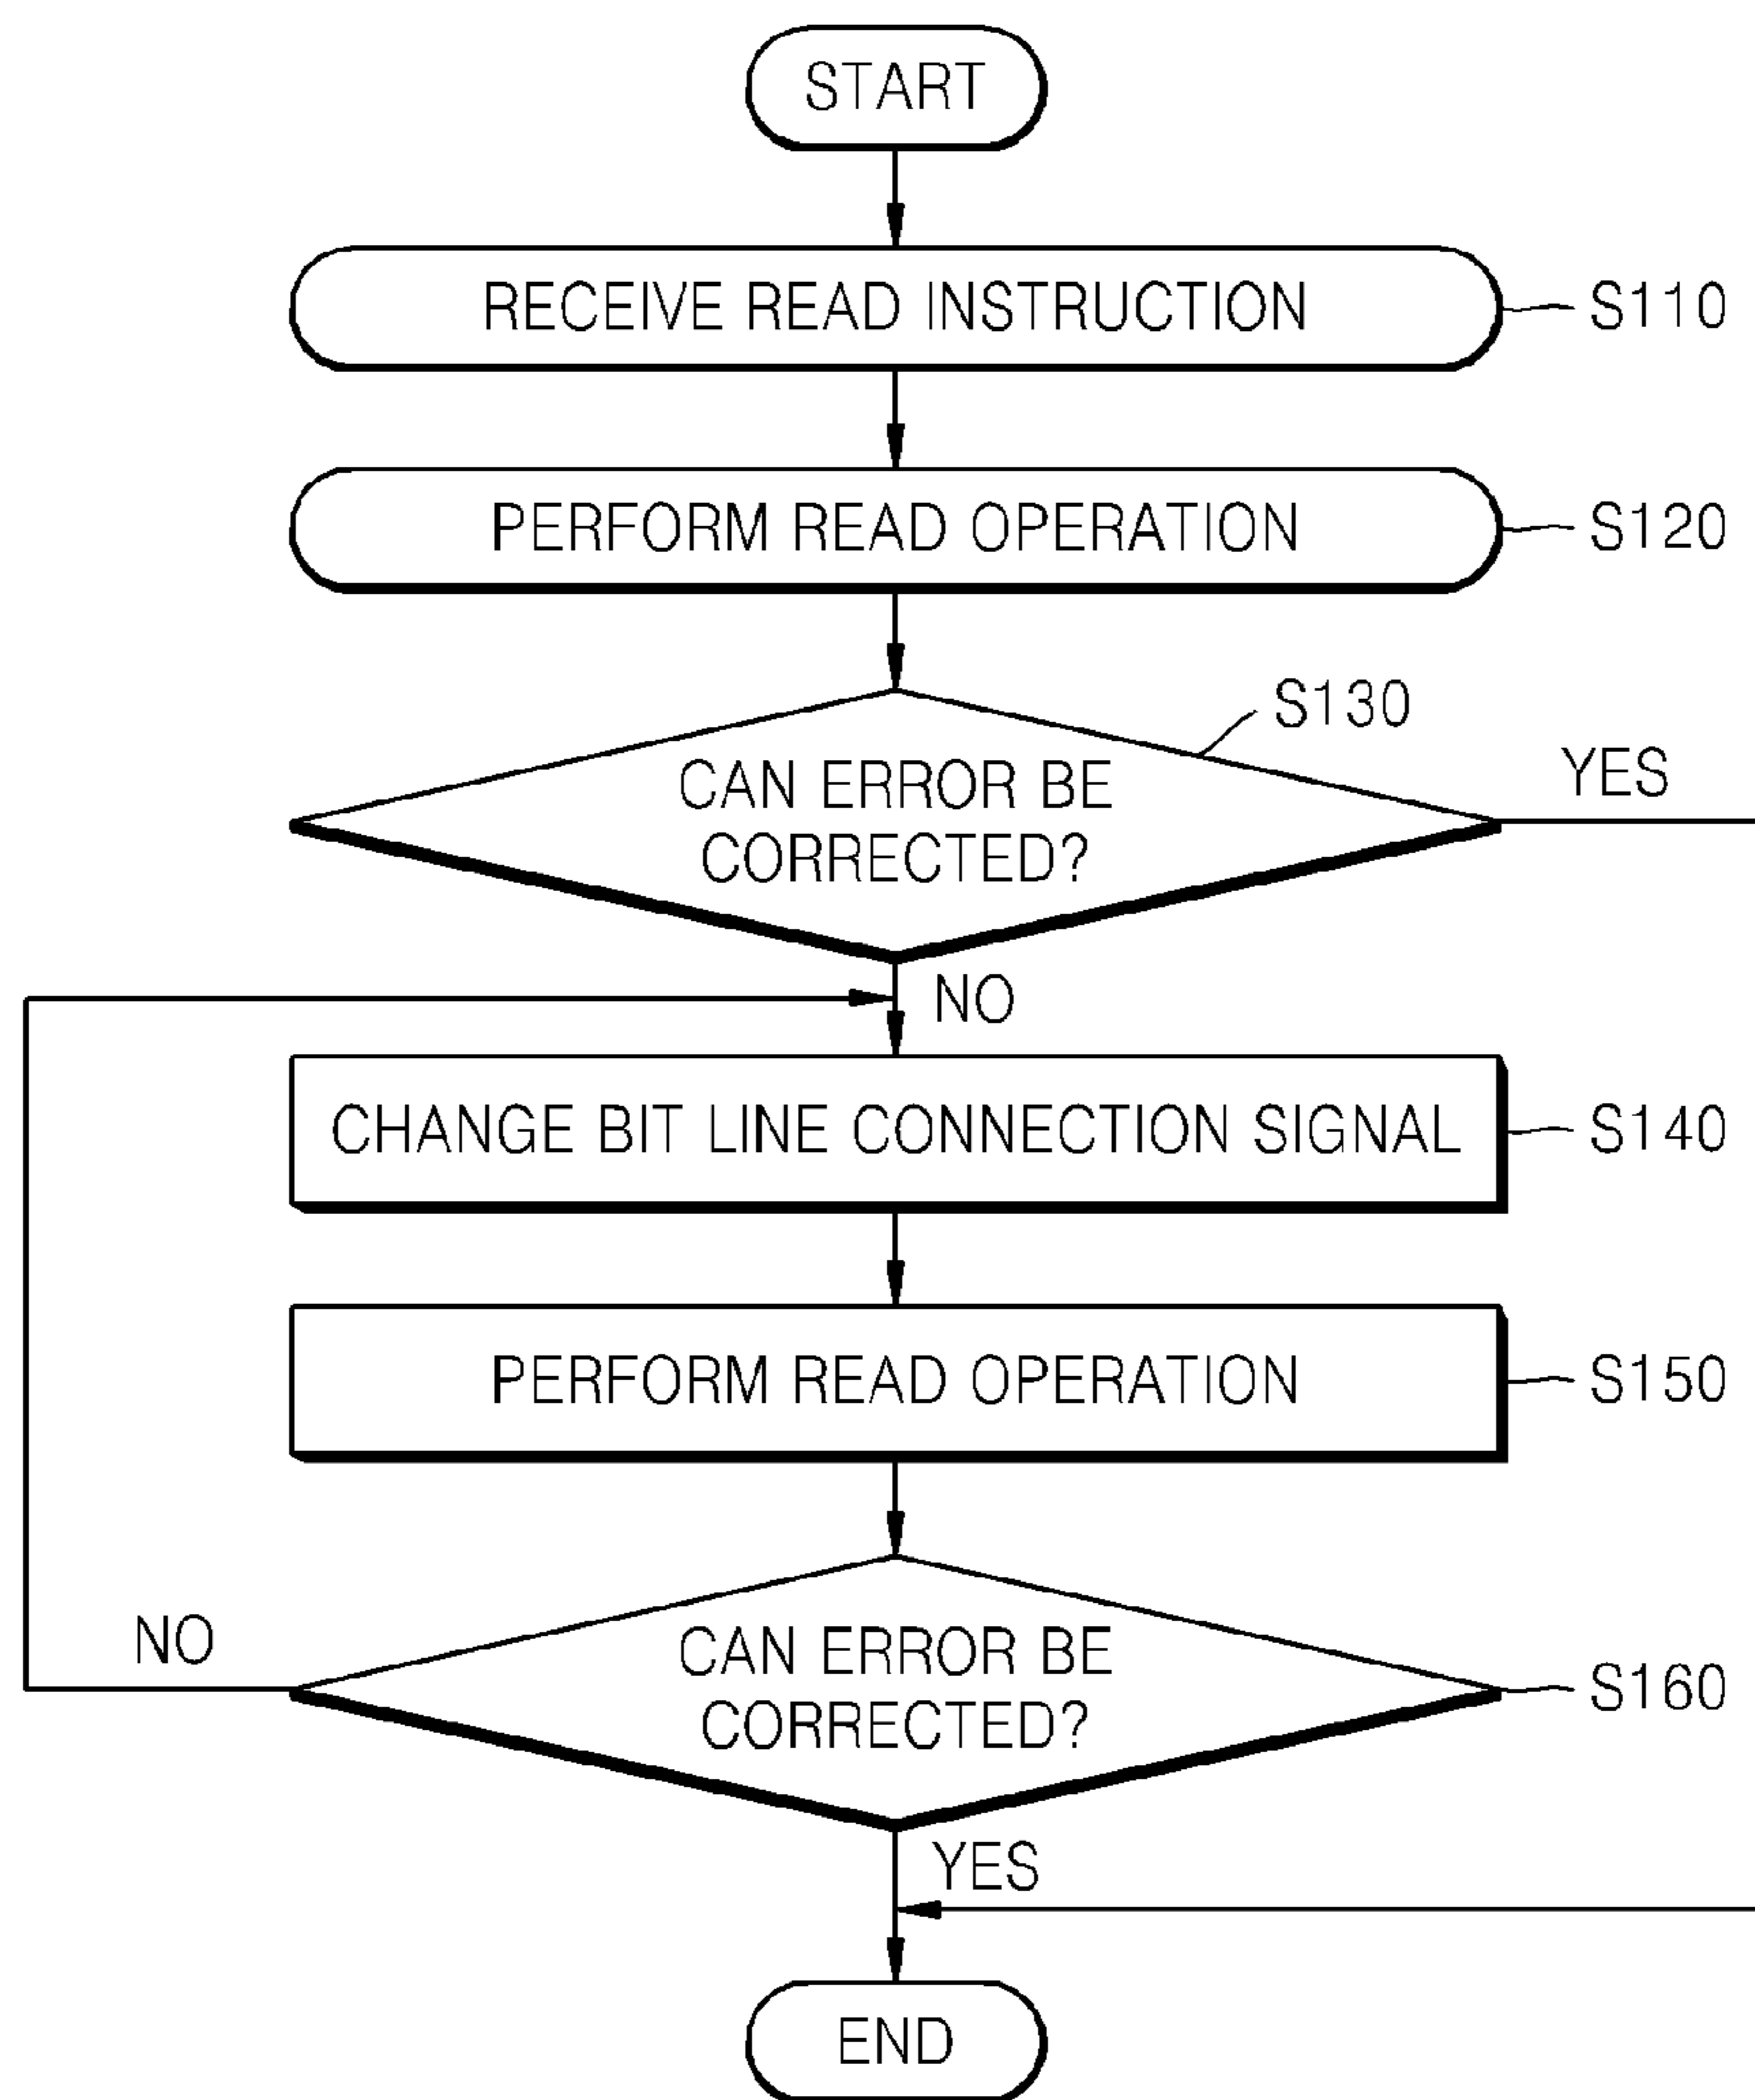 START
RECEIVE READ INSTRUCTION
S110
PERFORM READ OPERATION
S120
S130
CAN ERROR BE
CORRECTED?
YES
NO
CHANGE BIT LINE CONNECTION SIGNAL
S140
PERFORM READ OPERATION
S150
NO
CAN ERROR BE
CORRECTED?
S160
YES
END